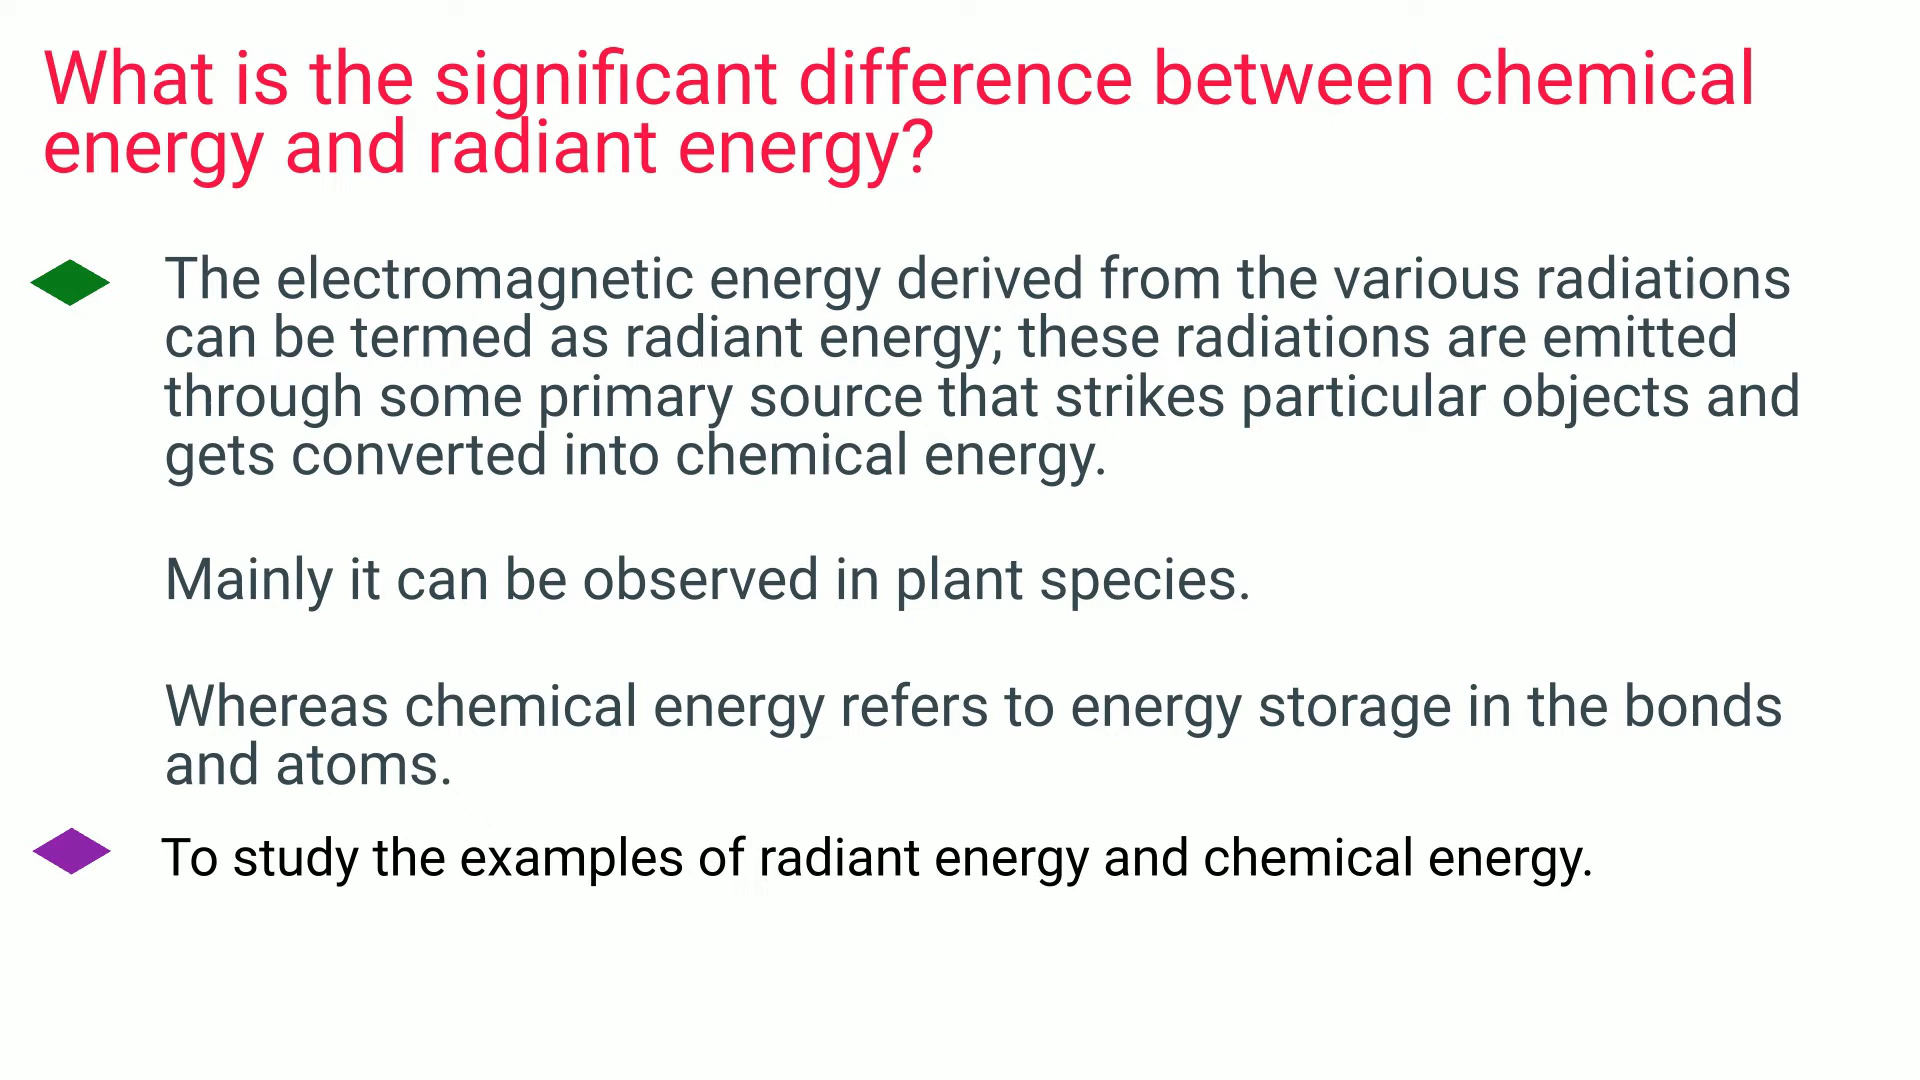 What is the significant difference between chemical
energy and radiant energy?
The electromagnetic energy derived from the various radiations
can be termed as radiant energy; these radiations are emitted
through some primary source that strikes particular objects and
gets converted into chemical energy.
Mainly it can be observed in plant species.
Whereas chemical energy refers to energy storage in the bonds
and atoms.
To study the examples of radiant energy and chemical energy.